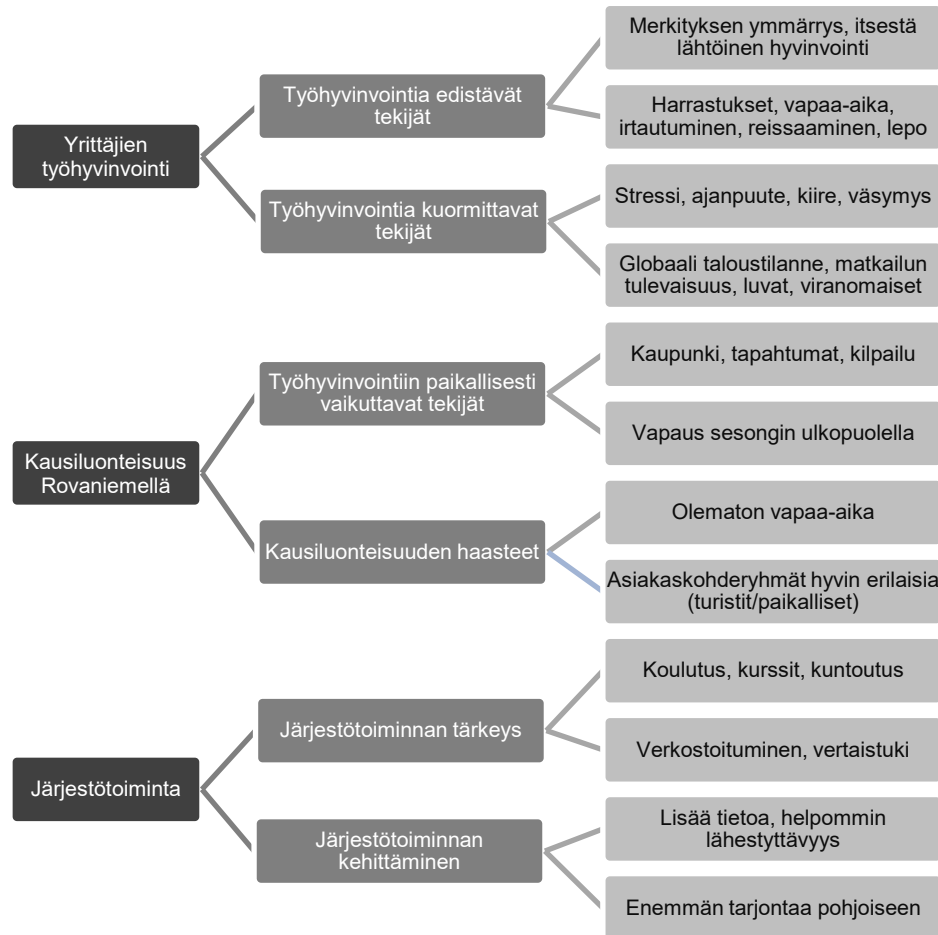 Yrittäjien
työhyvinvointi
Työhyvinvointia edistävät
tekijät
Merkityksen ymmärrys, itsestä
lähtöinen hyvinvointi
Harrastukset, vapaa-aika,
irtautuminen, reissaaminen, lepo
Työhyvinvointia kuormittavat
tekijät
Stressi, ajanpuute, kiire, väsymys
Globaali taloustilanne, matkailun
tulevaisuus, luvat, viranomaiset
Kausiluonteisuus
Rovaniemellä
Työhyvinvointiin paikallisesti
vaikuttavat tekijät
Kaupunki, tapahtumat, kilpailu
Vapaus sesongin ulkopuolella
Kausiluonteisuuden haasteet
Olematon vapaa-aika
Asiakaskohderyhmät hyvin erilaisia
(turistit/paikalliset)
Järjestötoiminta
Järjestötoiminnan tärkeys
Koulutus, kurssit, kuntoutus
Verkostoituminen, vertaistuki
Järjestötoiminnan
kehittäminen
Lisää tietoa, helpommin
lähestyttävyys
Enemmän tarjontaa pohjoiseen